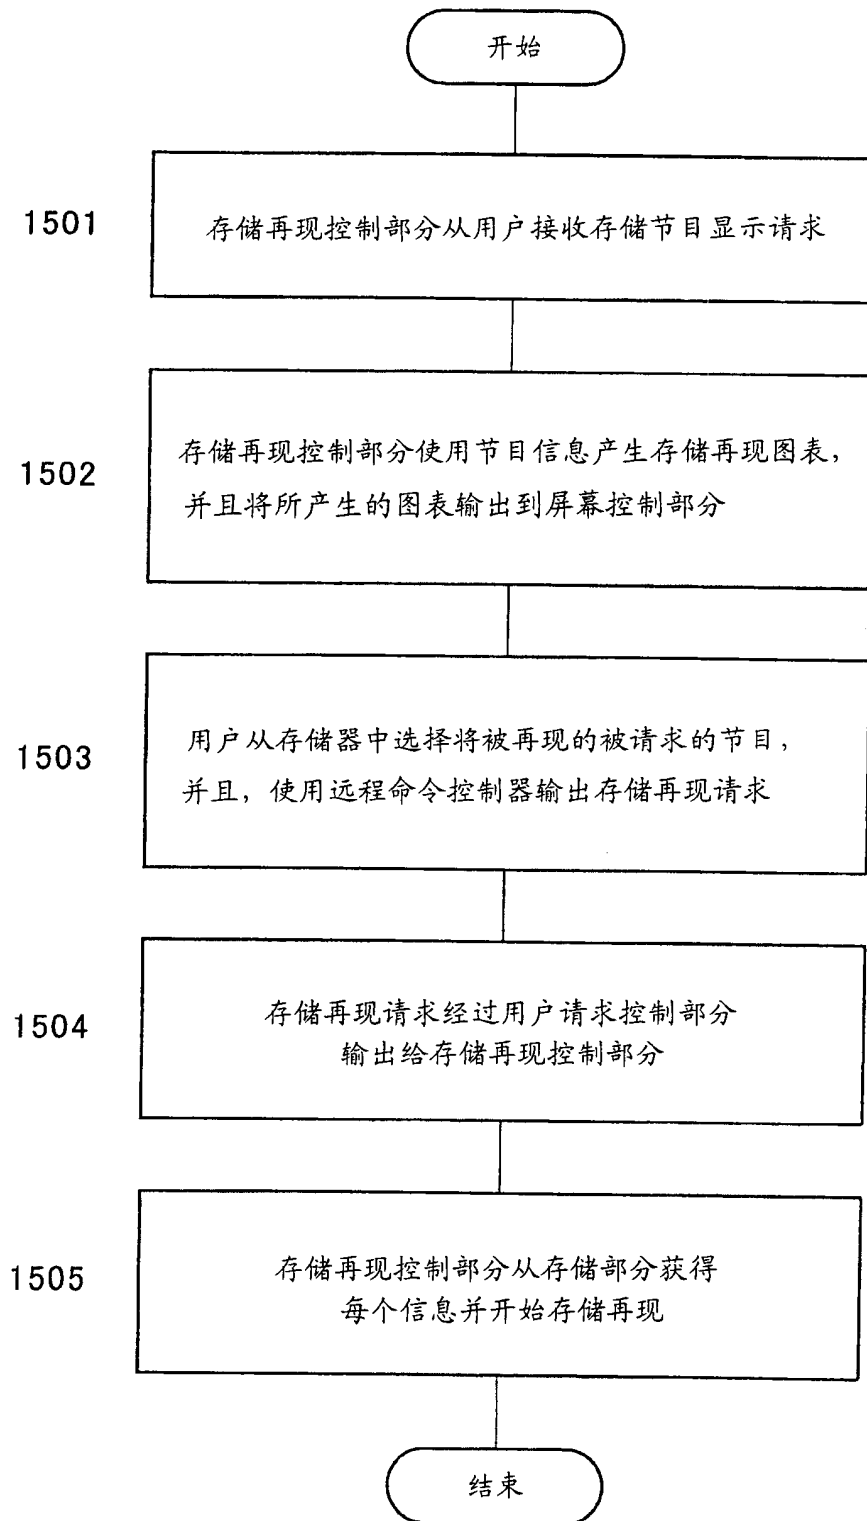 开始
1501
存储再现控制部分从用户接收存储节目显示请求
1502
存储再现控制部分使用节目信息产生存储再现图表，
并且将所产生的图表输出到屏幕控制部分
1503
用户从存储器中选择将被再现的被请求的节目，
并且，使用远程命令控制器输出存储再现请求
1504
存储再现请求经过用户请求控制部分
输出给存储再现控制部分
1505
存储再现控制部分从存储部分获得
每个信息并开始存储再现
结束